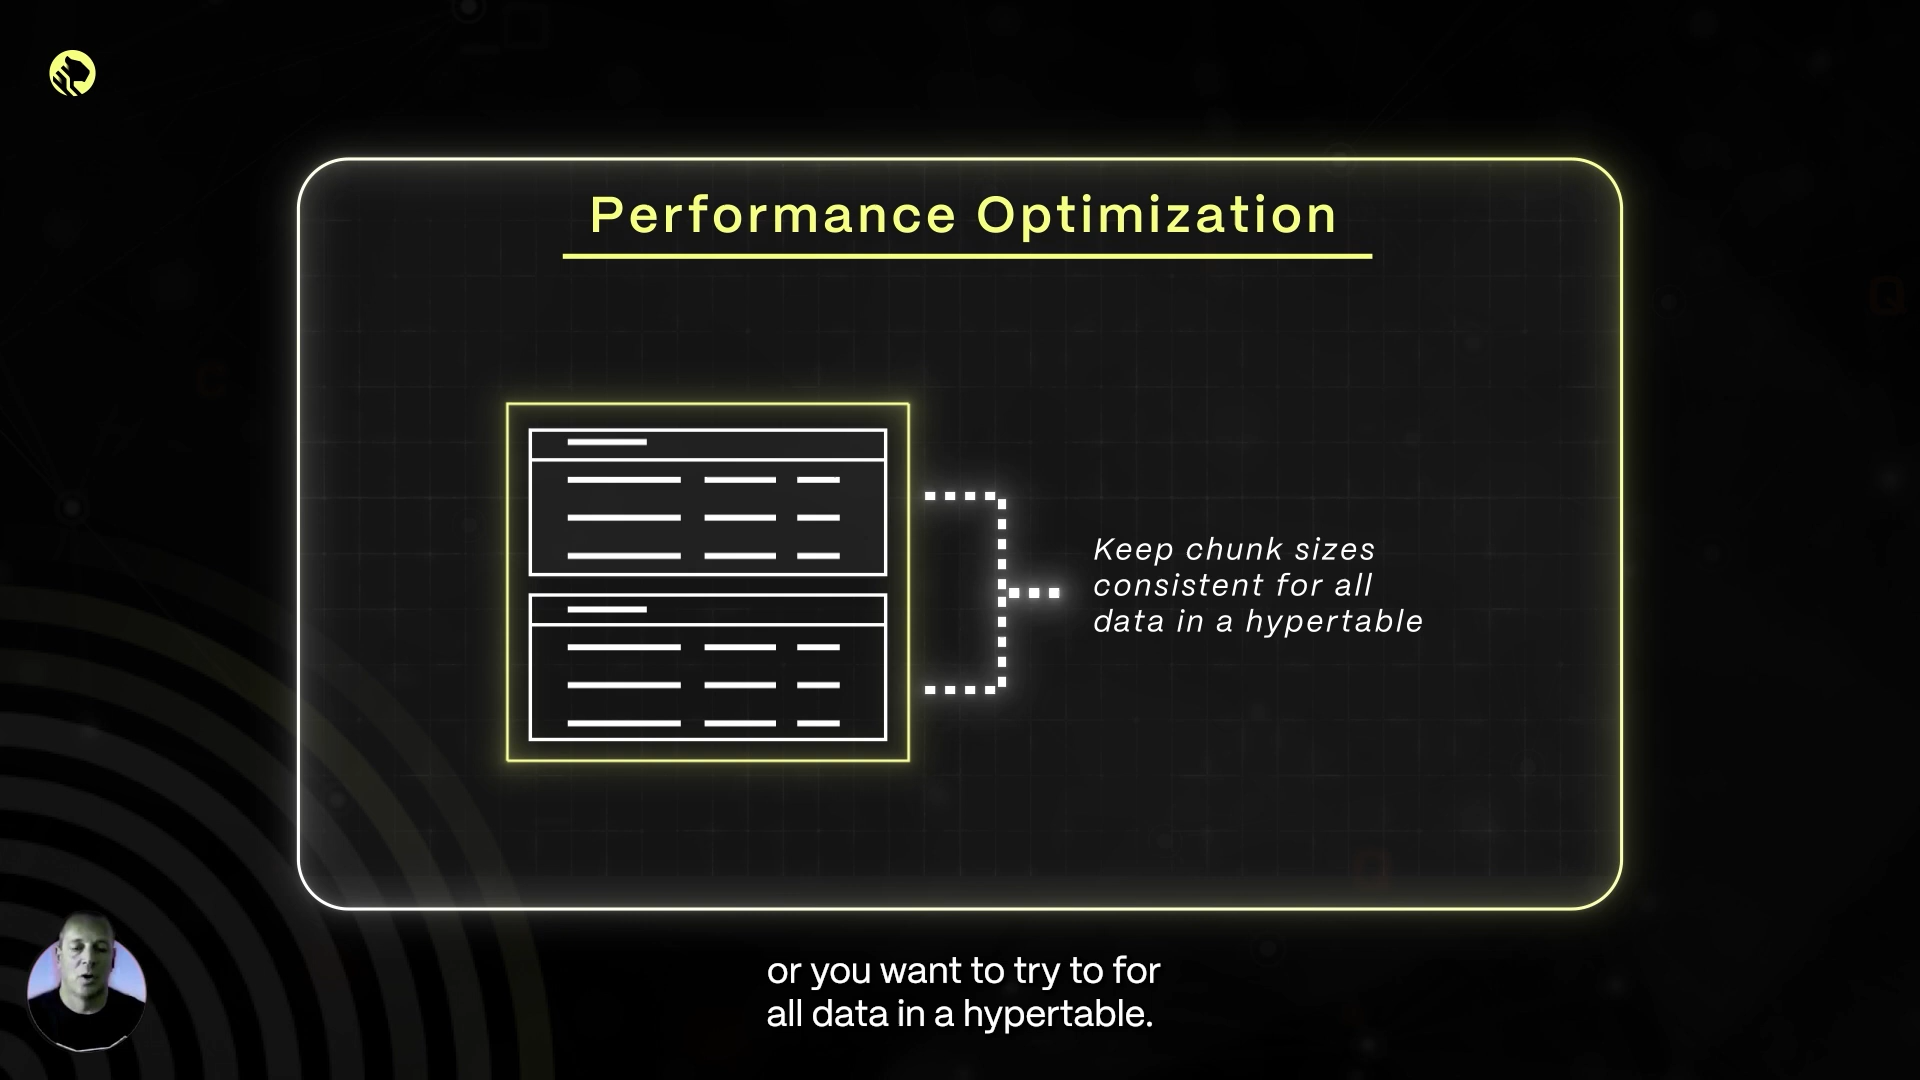 Performance Optimization
Keep chunk sizes
consistent for all
data in a hypertable
or you want to try to for
all data in a hypertable.